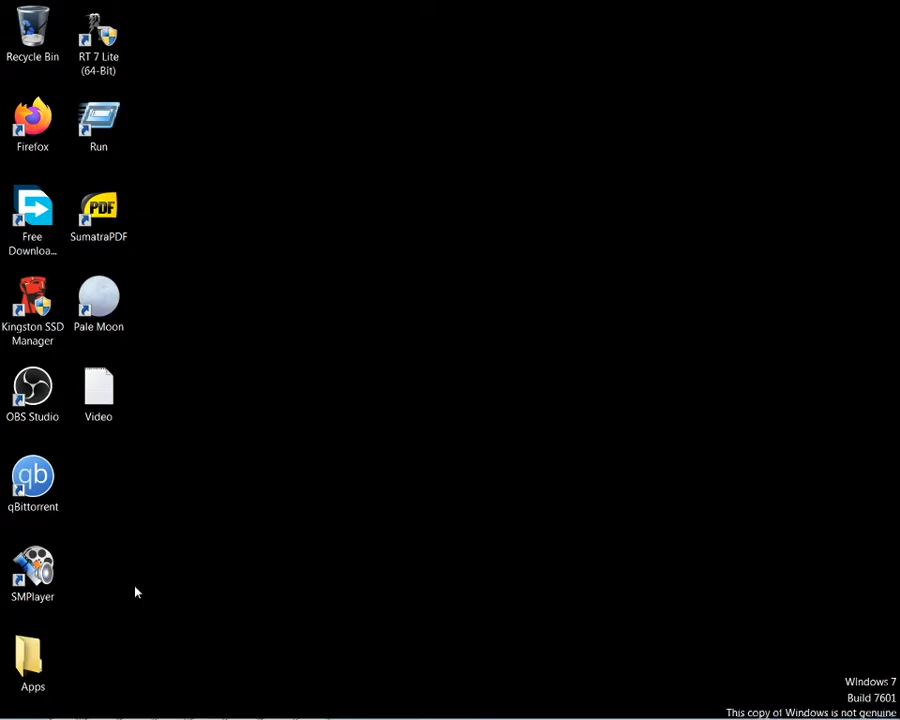 Recycle Bin
RT 7 Lite
(64-Bit)
Firefox
Run
Free
Downloa...
PDF
SumatraPDF
Kingston SSD
Manager
Pale Moon
OBS Studio
Video
qb
qBittorrent
SMPlayer
Apps
Windows 7
Build 7601
This copy of Windows is not genuine